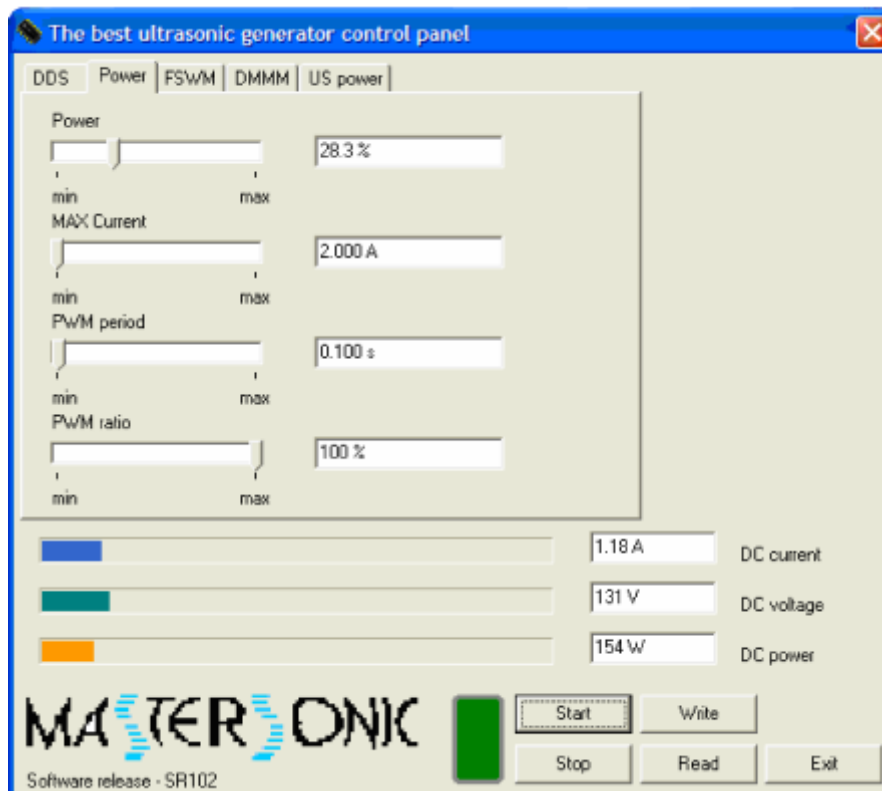 The best ultrasonic generator control panel
DDS Power FSWM DMMM US power
Power
28.3 %
min max
MAX Current
2.000 A
min max
PWM period
0.100 s
min max
PWM ratio
100 %
min max
1.18 A DC current
131 V DC voltage
154 W DC power
MASTERSONIC
Start Write
Stop Read Exit
Software release - SR102